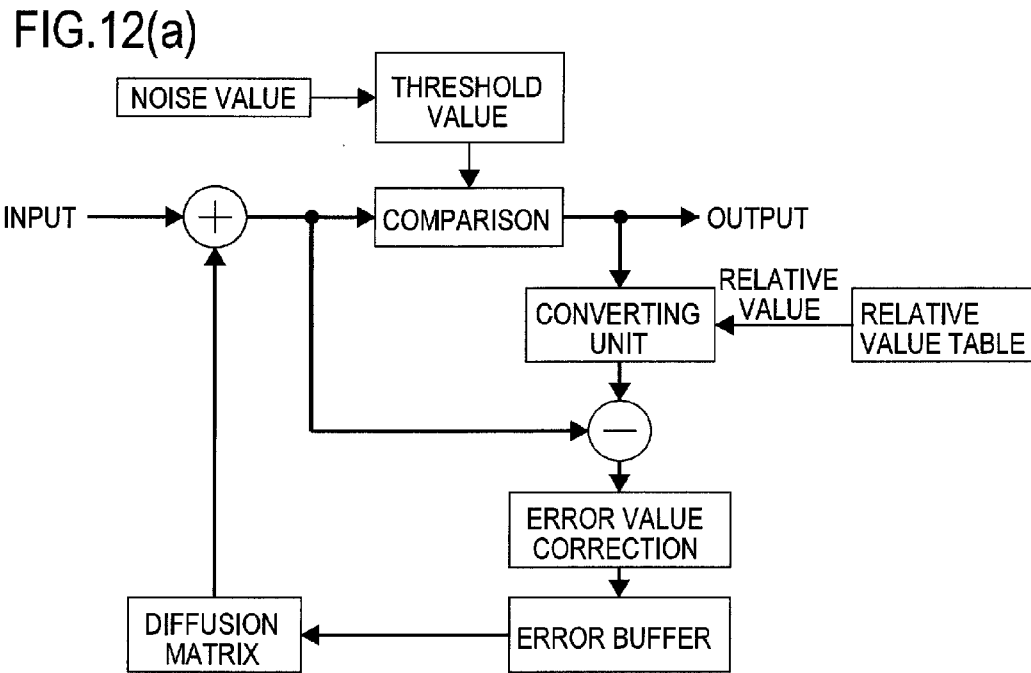 FIG.12(a)
NOISE VALUE
THRESHOLD
VALUE
INPUT
+
COMPARISON
OUTPUT
CONVERTING
UNIT
RELATIVE
VALUE
RELATIVE
VALUE TABLE
−
ERROR VALUE
CORRECTION
DIFFUSION
MATRIX
ERROR BUFFER